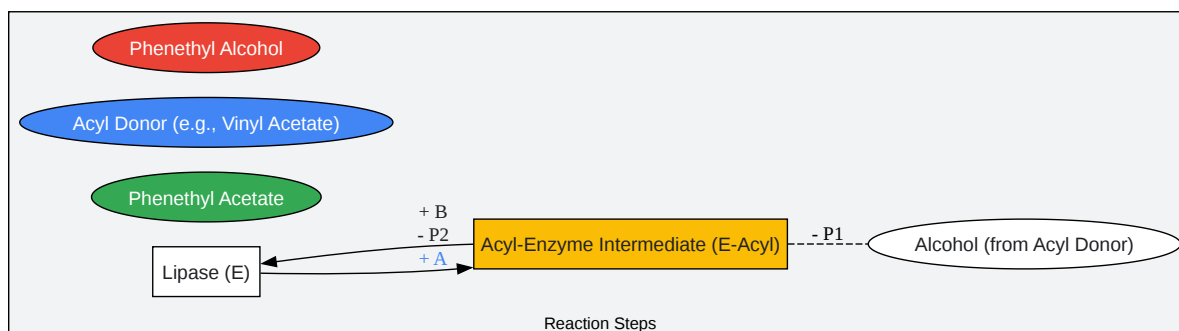 Phenethyl Alcohol
Acyl Donor (e.g., Vinyl Acetate)
Phenethyl Acetate
+ B
- P2
+ A
Lipase (E)
Acyl-Enzyme Intermediate (E-Acyl)
- P1
Alcohol (from Acyl Donor)
Reaction Steps